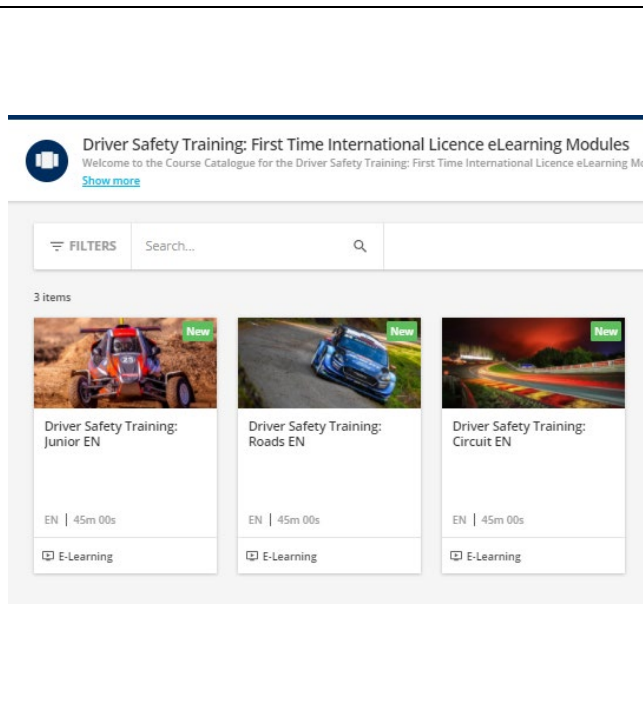 Driver Safety Training: First Time International Licence eLearning Modules
Welcome to the Course Catalogue for the Driver Safety Training: First Time International Licence eLearning
Show more
FILTERS Search...
3 items
New New New
25
Driver Safety Training:
Junior EN
Driver Safety Training:
Roads EN
Driver Safety Training:
Circuit EN
EN | 45m 00s
EN | 45m 00s
EN | 45m 00s
E-Learning
E-Learning
E-Learning